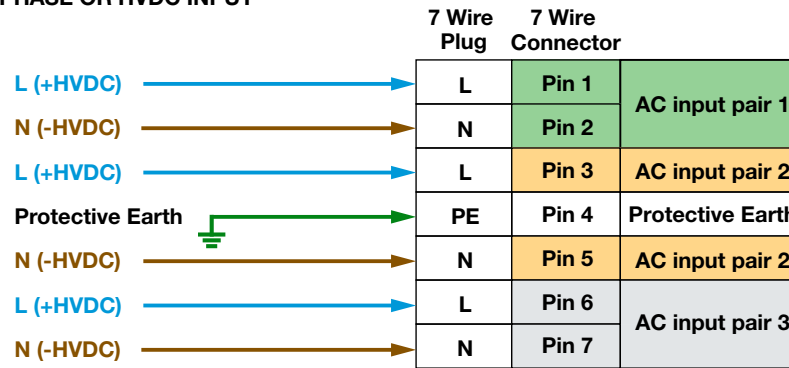 PHASE OR HVDC INPUT
7 Wire Plug 7 Wire Connector
L (+HVDC) L Pin 1 AC input pair 1
N (-HVDC) N Pin 2
L (+HVDC) L Pin 3 AC input pair 2
Protective Earth PE Pin 4 Protective Earth
N (-HVDC) N Pin 5 AC input pair 2
L (+HVDC) L Pin 6 AC input pair 3
N (-HVDC) N Pin 7